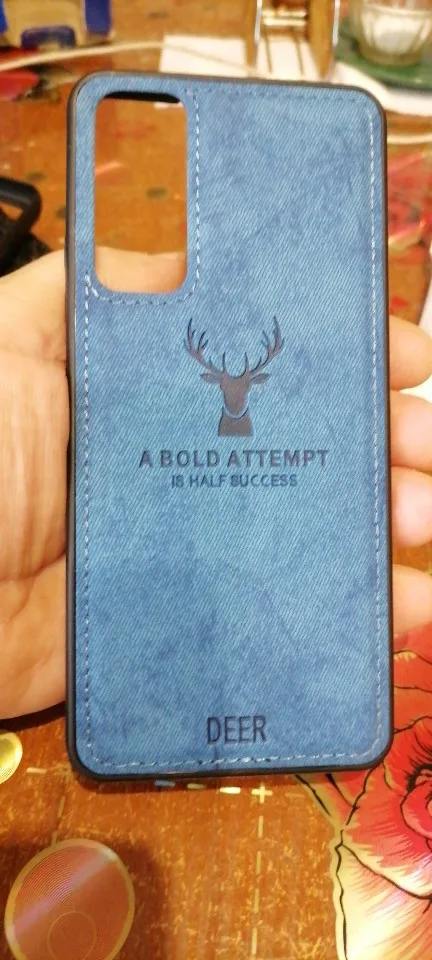 A BOLD ATTEMPT
IS HALF SUCCESS
DEER